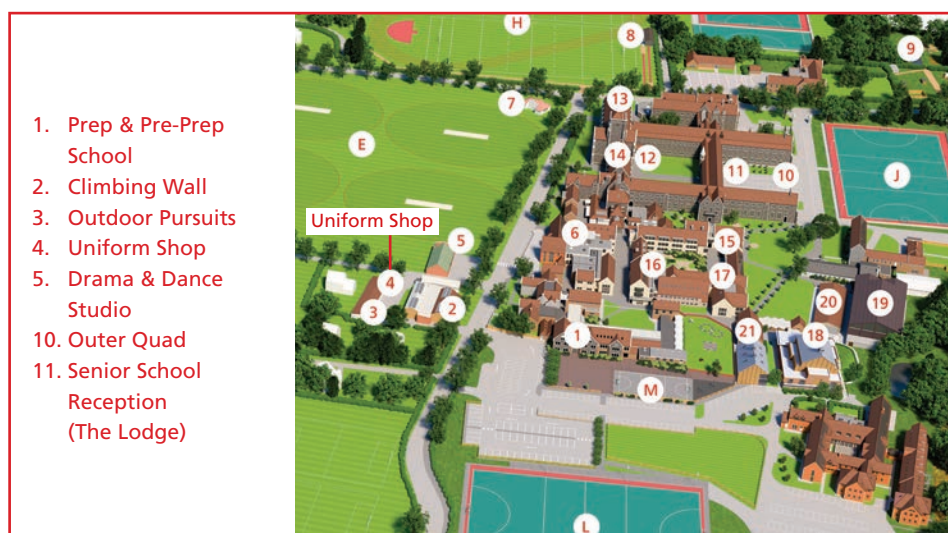 1. Prep & Pre-Prep
School
2. Climbing Wall
3. Outdoor Pursuits
4. Uniform Shop
5. Drama & Dance
Studio
10. Outer Quad
11. Senior School
Reception
(The Lodge)
H
8
9
7
13
E
14
12
11
10
J
Uniform Shop
6
5
15
16
17
4
3
2
20
19
1
21
18
M
L